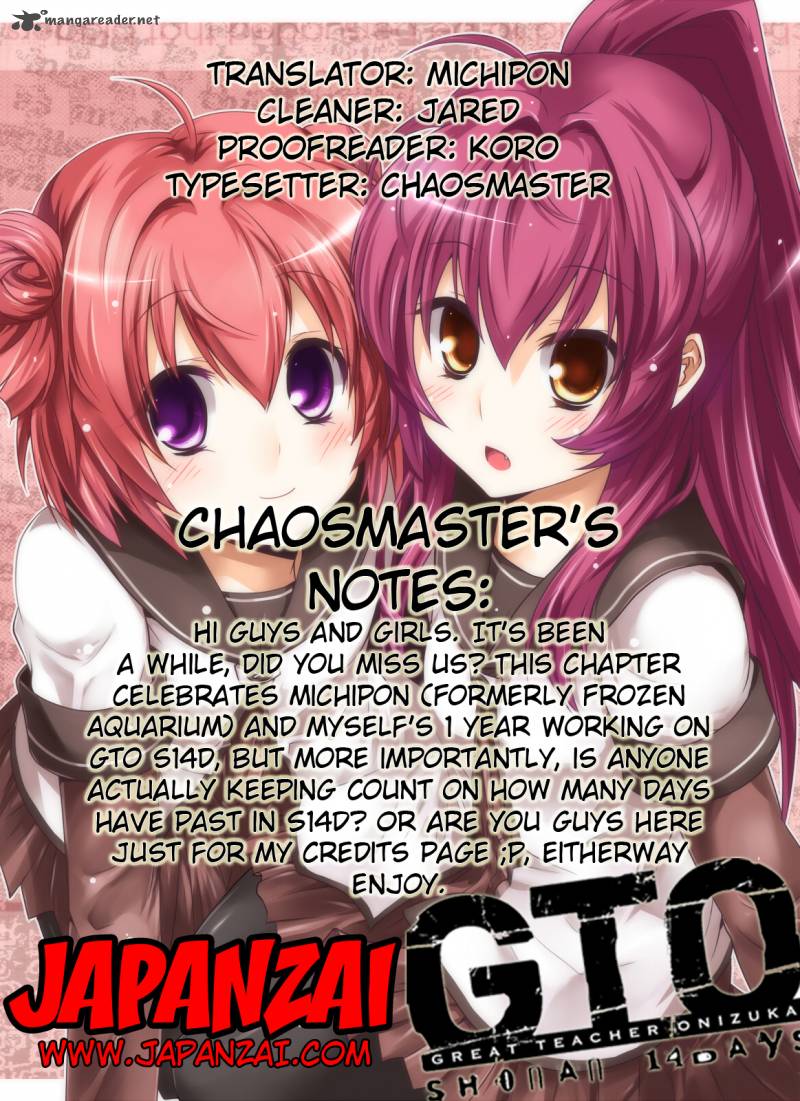 mangareader.net
TRANSLATOR: MICHIPON
CLEANER: JARED
PROOFREADER: KORO
TYPESETTER: CHAOSMASTER
CHAOSMASTER'S
NOTES:
HI GUYS AND GIRLS. IT'S BEEN
A WHILE, DID YOU MISS US? THIS CHAPTER
CELEBRATES MICHIPON (FORMERLY FROZEN
AQUARIUM) AND MYSELF'S 1 YEAR WORKING ON
GTO S14D, BUT MORE IMPORTANTLY, IS ANYONE
ACTUALLY KEEPING COUNT ON HOW MANY DAYS
HAVE PAST IN S14D? OR ARE YOU GUYS HERE
JUST FOR MY CREDITS PAGE ;P, EITHERWAY
ENJOY.
GTO
GREAT TEACHER ONIZUKA
SHONAN 14DAYS
JAPANZAI
WWW.JAPANZAI.COM